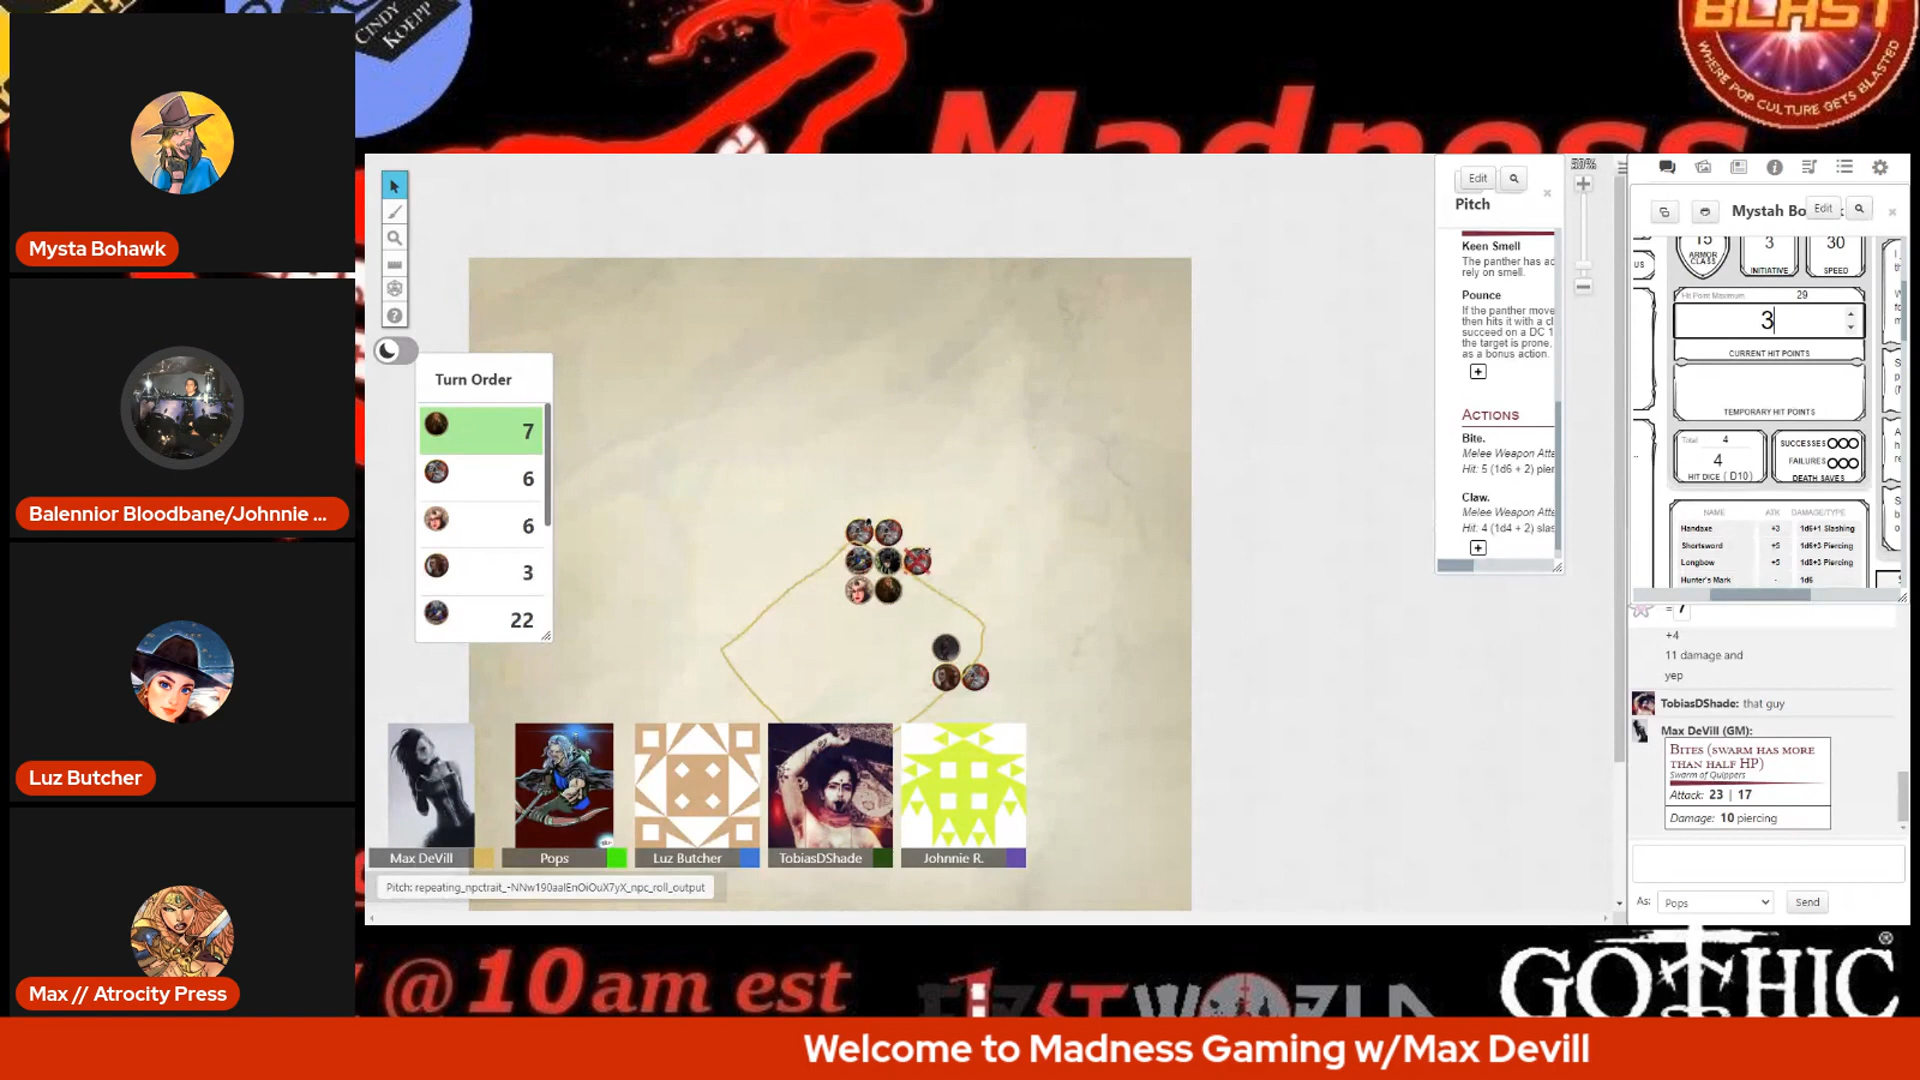 CINDY
KOEPP
BLAST
WHERE POP CULTURE GETS BLASTED
Madness
Mysta Bohawk
Balennior Bloodbane/Johnnie ...
Luz Butcher
Max // Atrocity Press
Turn Order
7
6
6
3
22
Edit
Pitch
Keen Smell
The panther has ad
rely on smell.
Pounce
If the panther move
then hits it with a cl
succeed on a DC 1
the target is prone,
as a bonus action.
ACTIONS
Bite.
Melee Weapon Atta
Hit: 5 (1d6 + 2) pier
Claw.
Melee Weapon Atta
Hit: 4 (1d4 + 2) slas
Mystah Bo
Edit
15
ARMOR
CLASS
3
INITIATIVE
30
SPEED
US
Hit Point Maximum 29
3
CURRENT HIT POINTS
TEMPORARY HIT POINTS
Total 4
4
HIT DICE (D10)
SUCCESSES
FAILURES
DEATH SAVES
NAME ATK DAMAGE/TYPE
Handaxe +3 1d6+1 Slashing
Shortsword +5 1d6+3 Piercing
Longbow +5 1d8+3 Piercing
Hunter's Mark - 1d6
= 7
+4
11 damage and
yep
TobiasDShade: that guy
Max DeVill (GM):
BITES (SWARM HAS MORE
THAN HALF HP)
Swarm of Quippers
Attack: 23 | 17
Damage: 10 piercing
As: Pops Send
Max DeVill
Pops
Luz Butcher
TobiasDShade
Johnnie R.
Pitch: repeating_npctrait_-NNw190aalEnOiOuX7yX_npc_roll_output
@ 10am est
GOTHIC
®
Welcome to Madness Gaming w/Max Devill